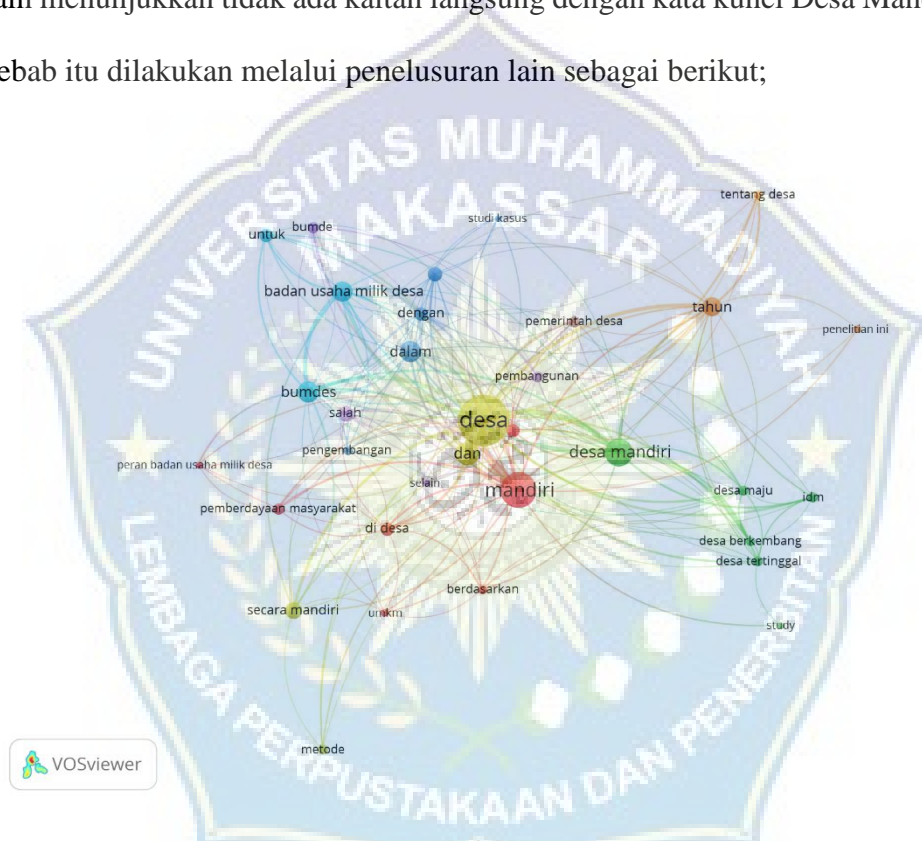 menunjukkan tidak ada kaitan langsung dengan kata kunci Desa
ebab itu dilakukan melalui penelusuran lain sebagai berikut;
UNIVERSITAS MUHAMMADIYAH
MAKASSAR
tentang desa
studi kasus
bumde
untuk
badan usaha milik desa
tahun
dengan
pemerintah desa
penelitian ini
dalam
pembangunan
bumdes
salah
desa
pengembangan
dan
desa mandiri
peran badan usaha milik desa
selain
mandiri
desa maju
idm
pemberdayaan masyarakat
di desa
desa berkembang
desa tertinggal
berdasarkan
secara mandiri
umkm
study
metode
VOSviewer
LEMBAGA PERPUSTAKAAN DAN PENERBITAN